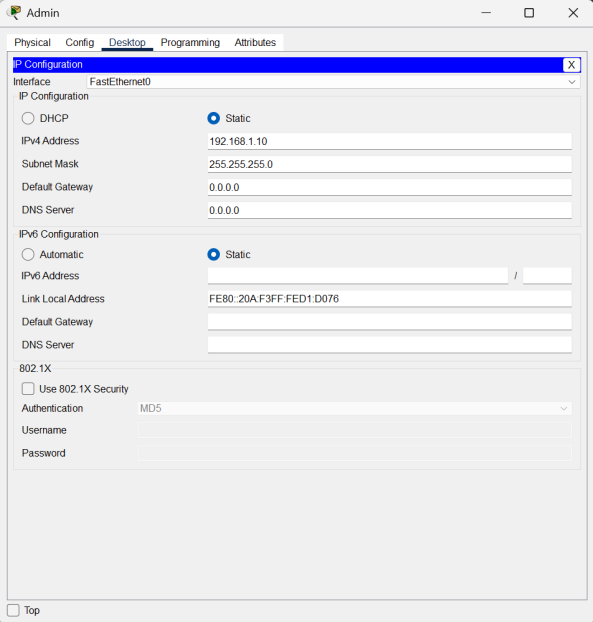 Admin
Physical Config Desktop Programming Attributes
IP Configuration X
Interface FastEthernet0
IP Configuration
DHCP Static
IPv4 Address 192.168.1.10
Subnet Mask 255.255.255.0
Default Gateway 0.0.0.0
DNS Server 0.0.0.0
IPv6 Configuration
Automatic Static
IPv6 Address /
Link Local Address FE80::20A:F3FF:FED1:D076
Default Gateway
DNS Server
802.1X
Use 802.1X Security
Authentication MD5
Username
Password
Top